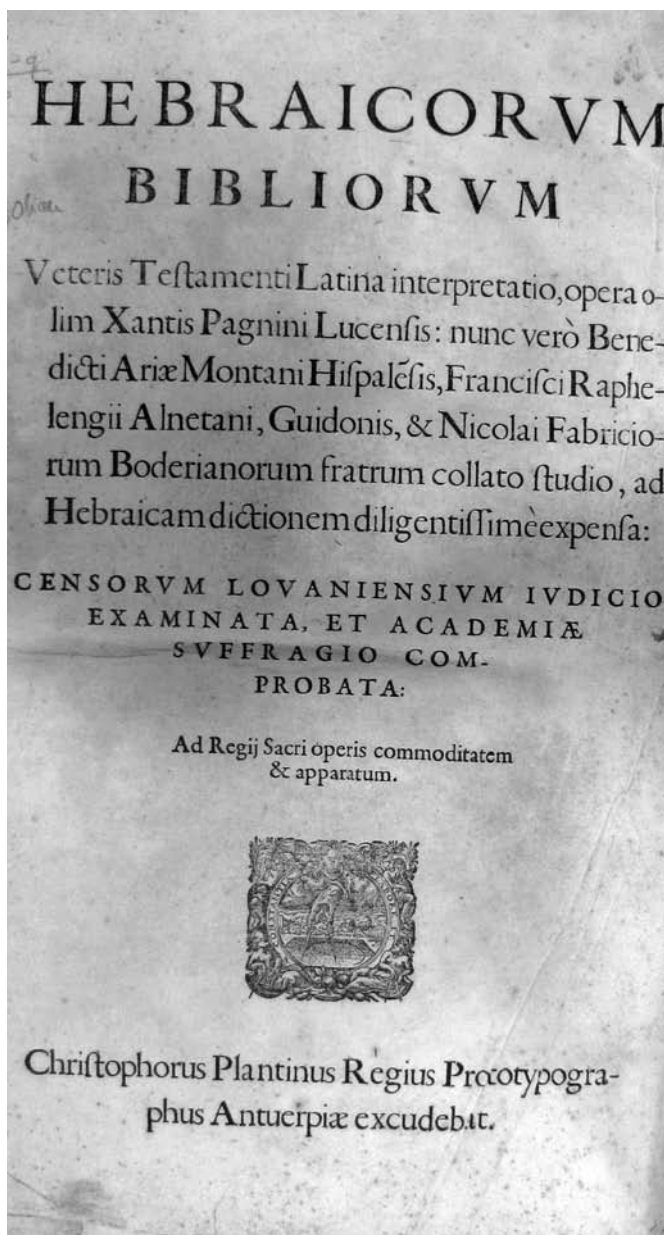 HEBRAICORVM
BIBLIORVM
Veteris Teſtamenti Latina interpretatio, opera o-
lim Xantis Pagnini Lucenſis: nunc verò Bene-
dicti Ariæ Montani Hiſpalẽſis, Franciſci Raphe-
lengii Alnetani, Guidonis, & Nicolai Fabricio-
rum Boderianorum fratrum collato ſtudio, ad
Hebraicam dictionem diligentiſſimè expenſa:
CENSORVM LOVANIENSIVM IVDICIO
EXAMINATA, ET ACADEMIÆ
SVFFRAGIO COM-
PROBATA:
Ad Regij Sacri operis commoditatem
& apparatum.
Chriſtophorus Plantinus Regius Prototypogra-
phus Antuerpiæ excudebat.